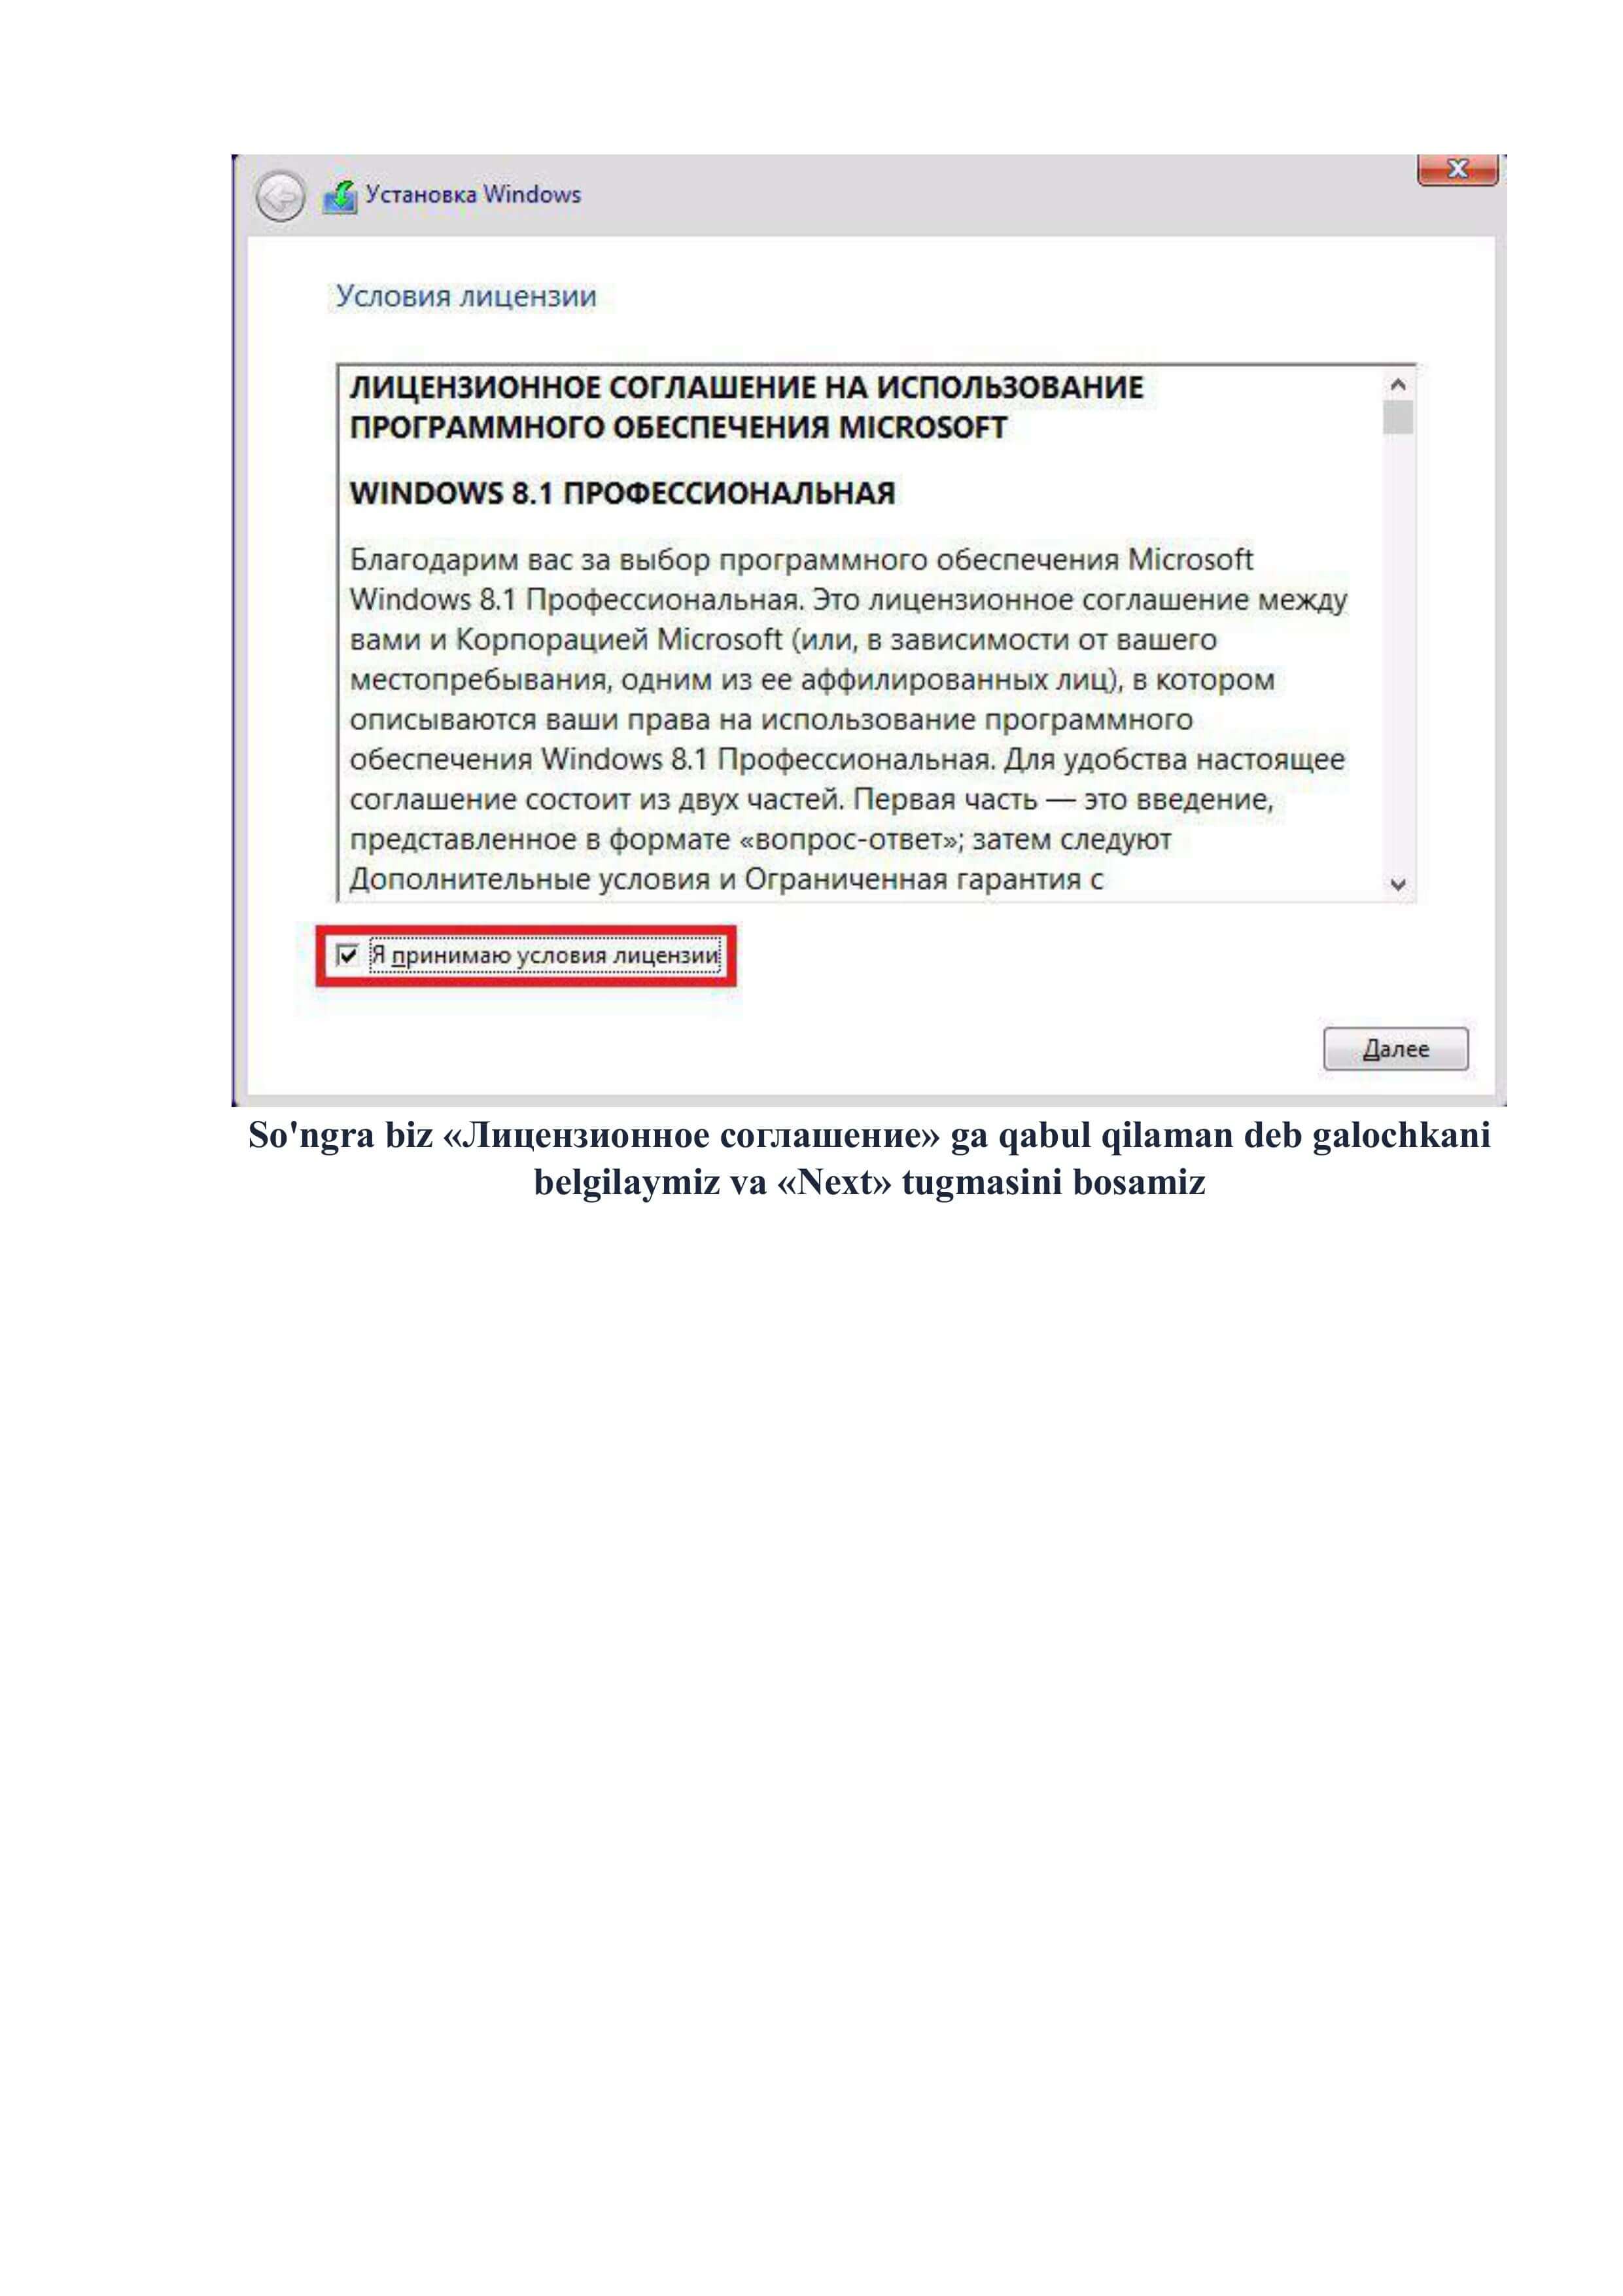 Установка Windows
Условия лицензии
ЛИЦЕНЗИОННОЕ СОГЛАШЕНИЕ НА ИСПОЛЬЗОВАНИЕ
ПРОГРАММНОГО ОБЕСПЕЧЕНИЯ MICROSOFT
WINDOWS 8.1 ПРОФЕССИОНАЛЬНАЯ
Благодарим вас за выбор программного обеспечения Microsoft
Windows 8.1 Профессиональная. Это лицензионное соглашение между
вами и Корпорацией Microsoft (или, в зависимости от вашего
местопребывания, одним из ее аффилированных лиц), в котором
описываются ваши права на использование программного
обеспечения Windows 8.1 Профессиональная. Для удобства настоящее
соглашение состоит из двух частей. Первая часть — это введение,
представленное в формате «вопрос-ответ»; затем следуют
Дополнительные условия и Ограниченная гарантия с
Я принимаю условия лицензии
Далее
So'ngra biz «Лицензионное соглашение» ga qabul qilaman deb galochkani
belgilaymiz va «Next» tugmasini bosamiz